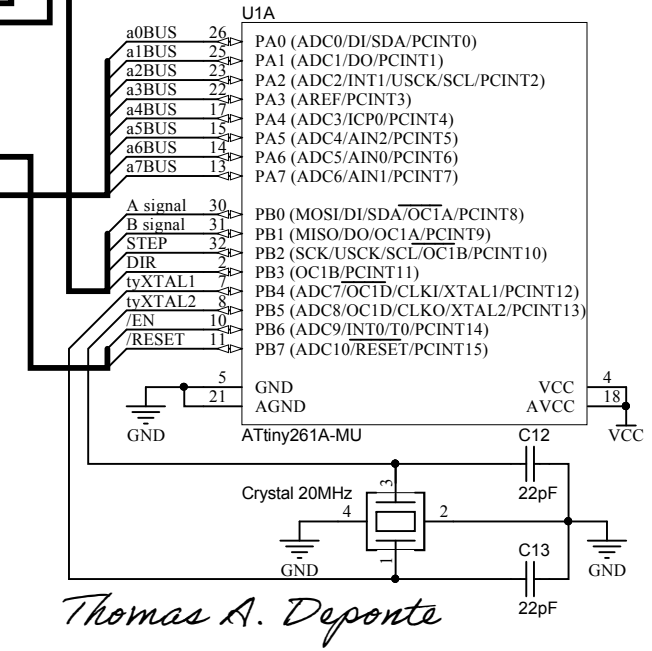 U1A
a0BUS 26 PA0 (ADC0/DI/SDA/PCINT0)
a1BUS 25 PA1 (ADC1/DO/PCINT1)
a2BUS 23 PA2 (ADC2/INT1/USCK/SCL/PCINT2)
a3BUS 22 PA3 (AREF/PCINT3)
a4BUS 17 PA4 (ADC3/ICP0/PCINT4)
a5BUS 15 PA5 (ADC4/AIN2/PCINT5)
a6BUS 14 PA6 (ADC5/AIN0/PCINT6)
a7BUS 13 PA7 (ADC6/AIN1/PCINT7)
A signal 30 PB0 (MOSI/DI/SDA/OC1A/PCINT8)
B signal 31 PB1 (MISO/DO/OC1A/PCINT9)
STEP 32 PB2 (SCK/USCK/SCL/OC1B/PCINT10)
DIR 2 PB3 (OC1B/PCINT11)
tyXTAL1 7 PB4 (ADC7/OC1D/CLKI/XTAL1/PCINT12)
tyXTAL2 8 PB5 (ADC8/OC1D/CLKO/XTAL2/PCINT13)
/EN 10 PB6 (ADC9/INT0/T0/PCINT14)
/RESET 11 PB7 (ADC10/RESET/PCINT15)
5 GND VCC 4
21 AGND AVCC 18
GND ATtiny261A-MU C12 VCC
Crystal 20MHz 3 22pF
4 2
GND 1 C13 GND
22pF
Thomas A. Deponte